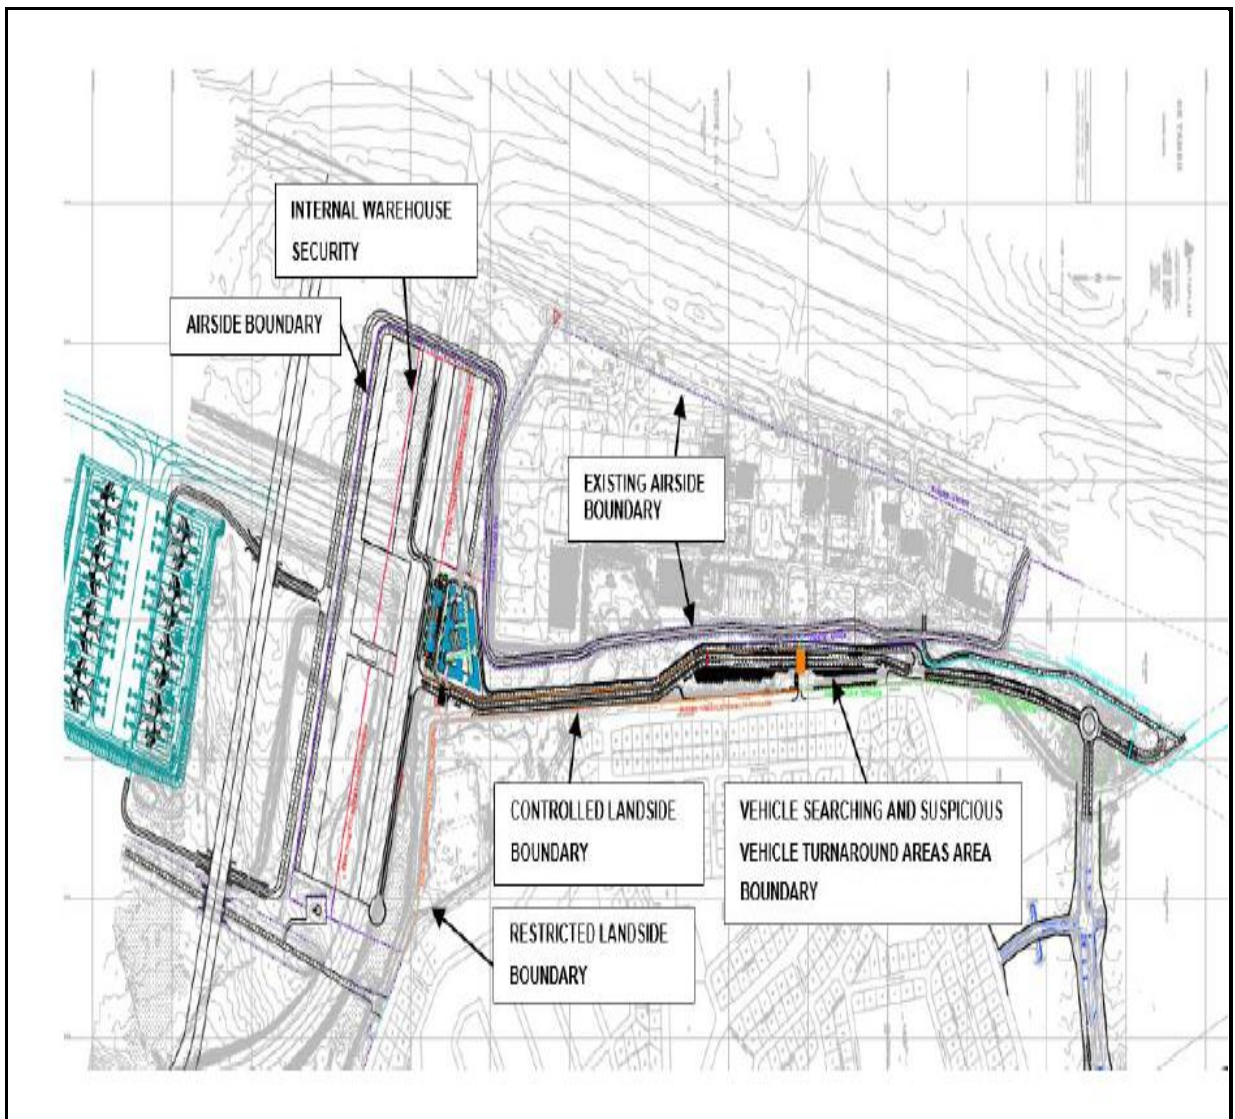 INTERNAL WAREHOUSE
SECURITY
AIRSIDE BOUNDARY
EXISTING AIRSIDE
BOUNDARY
CONTROLLED LANDSIDE
BOUNDARY
VEHICLE SEARCHING AND SUSPICIOUS
VEHICLE TURNAROUND AREAS AREA
BOUNDARY
RESTRICTED LANDSIDE
BOUNDARY